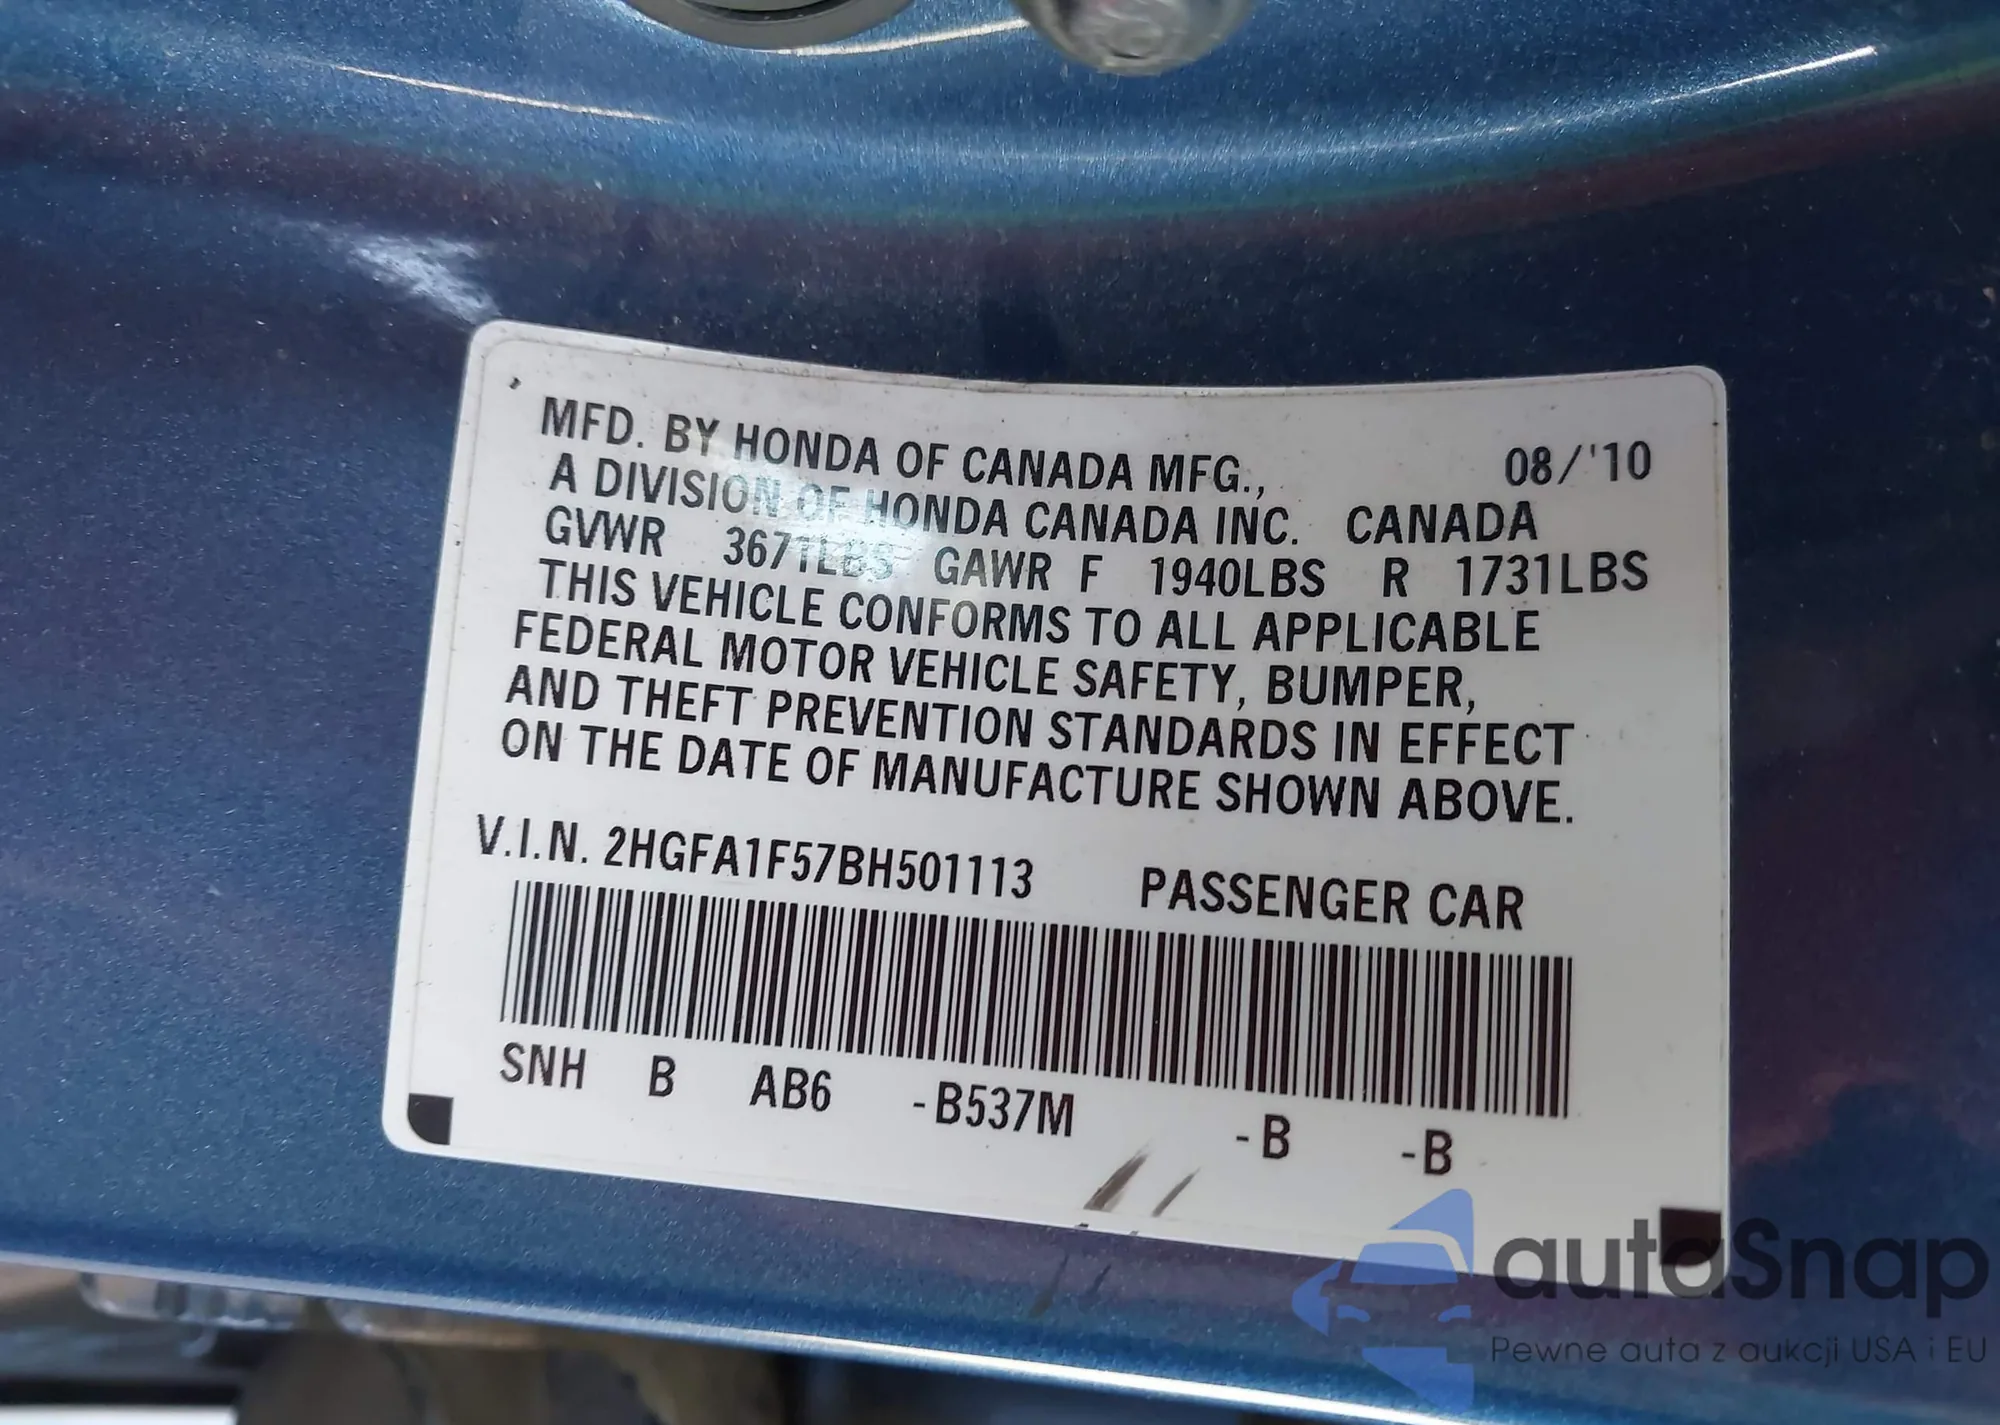 MFD. BY HONDA OF CANADA MFG., 08/'10
A DIVISION OF HONDA CANADA INC. CANADA
GVWR 3671LBS GAWR F 1940LBS R 1731LBS
THIS VEHICLE CONFORMS TO ALL APPLICABLE
FEDERAL MOTOR VEHICLE SAFETY, BUMPER,
AND THEFT PREVENTION STANDARDS IN EFFECT
ON THE DATE OF MANUFACTURE SHOWN ABOVE.
V.I.N. 2HGFA1F57BH501113 PASSENGER CAR
SNH B AB6 -B537M -B -B
autoSnap
Pewne auta z aukcji USA i EU